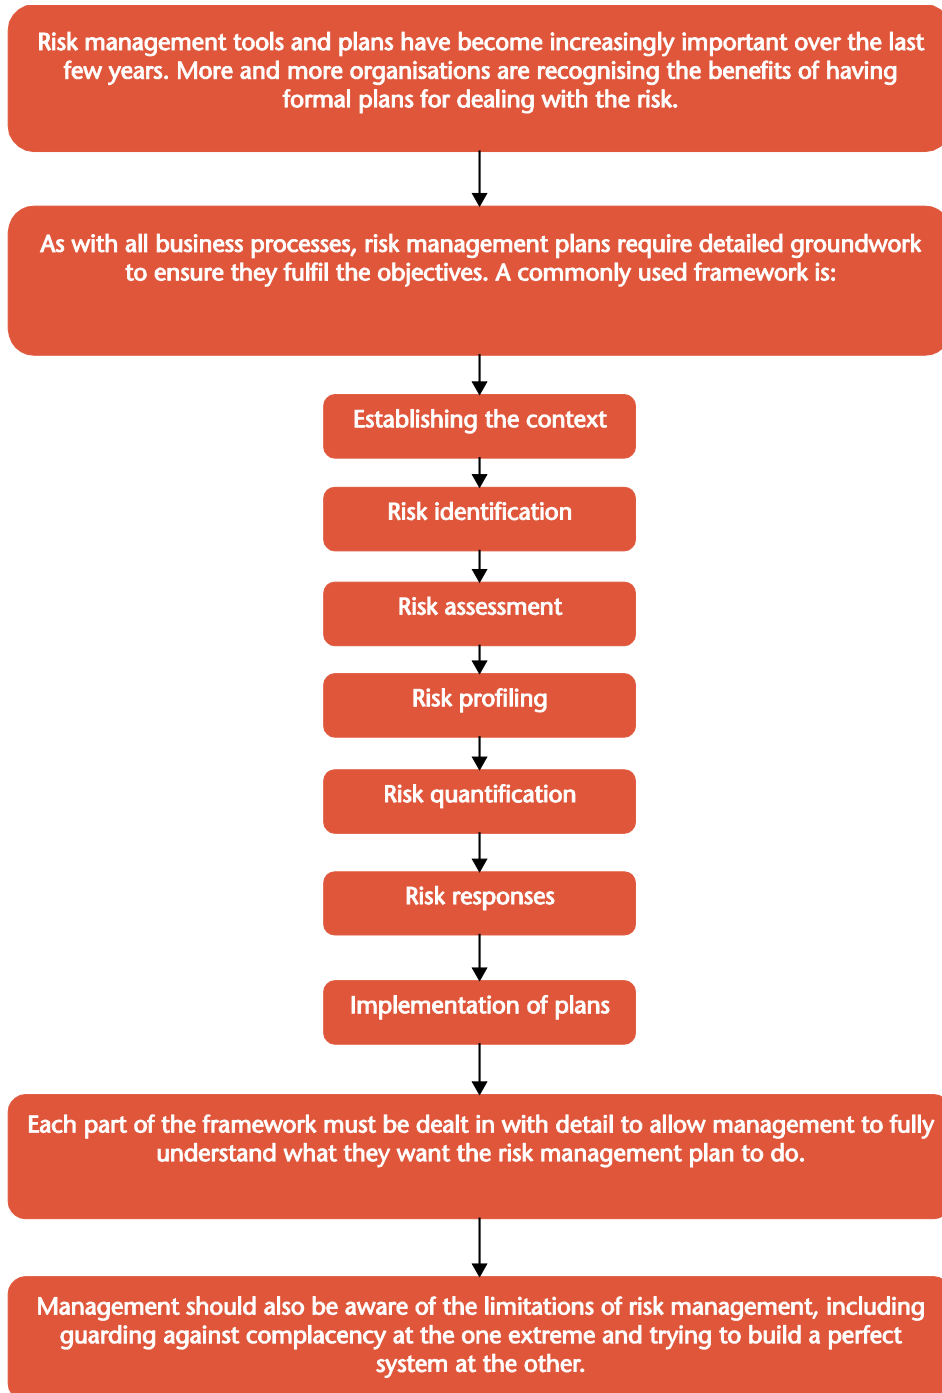 Risk management tools and plans have become increasingly important over the last
few years. More and more organisations are recognising the benefits of having
formal plans for dealing with the risk.
As with all business processes, risk management plans require detailed groundwork
to ensure they fulfil the objectives. A commonly used framework is:
Establishing the context
Risk identification
Risk assessment
Risk profiling
Risk quantification
Risk responses
Implementation of plans
Each part of the framework must be dealt in with detail to allow management to fully
understand what they want the risk management plan to do.
Management should also be aware of the limitations of risk management, including
guarding against complacency at the one extreme and trying to build a perfect
system at the other.